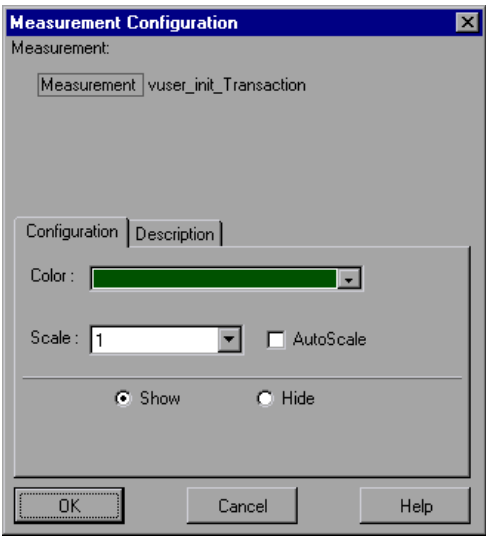 Measurement Configuration
Measurement:
Measurement vuser_init_Transaction
Configuration Description
Color :
Scale : 1 AutoScale
Show Hide
OK Cancel Help